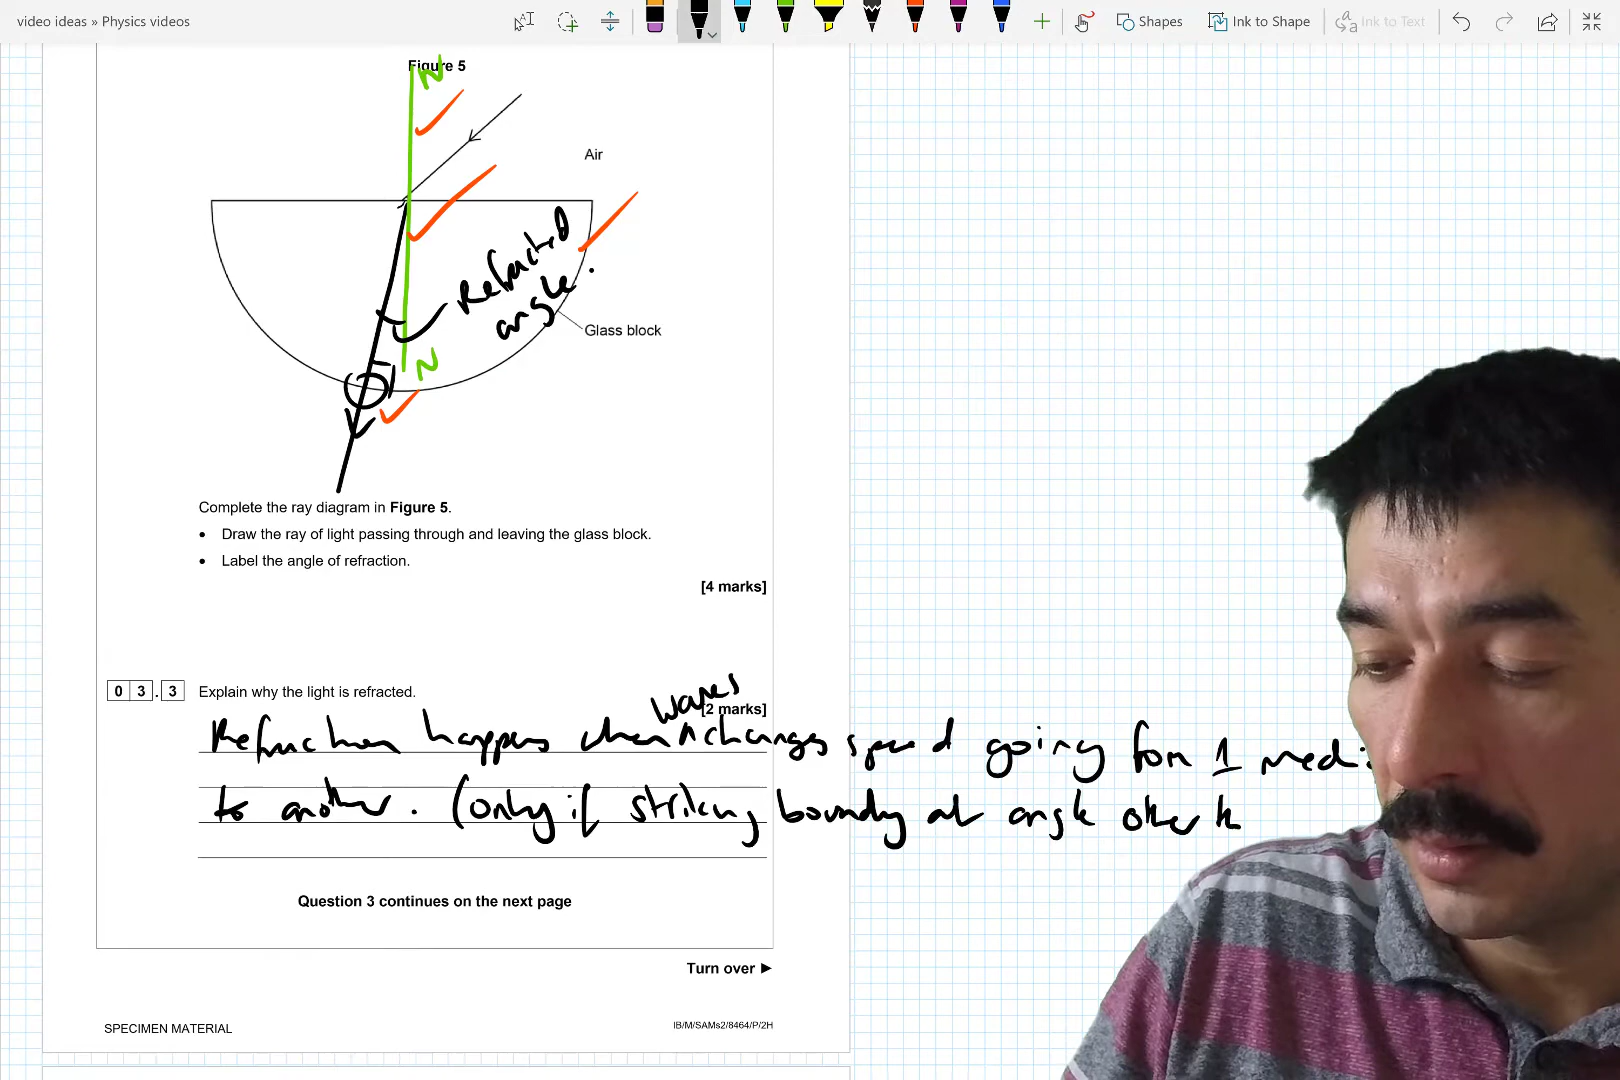 video ideas » Physics videos
Shapes
Ink to Shape
Ink to Text
Figure 5
N
Air
Refracted
angle.
Glass block
N
Complete the ray diagram in Figure 5.
• Draw the ray of light passing through and leaving the glass block.
• Label the angle of refraction.
[4 marks]
0 3 . 3 Explain why the light is refracted.
waves
[2 marks]
Refraction happens when ^ changes speed going from 1 medi
to another. (only if striking boundy at angle other
Question 3 continues on the next page
Turn over ►
SPECIMEN MATERIAL
IB/M/SAMs2/8464/P/2H